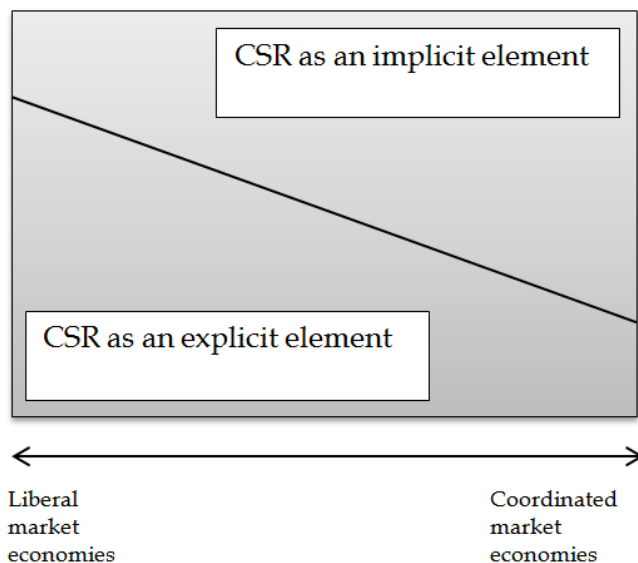 CSR as an implicit element
CSR as an explicit element
Liberal
market
economies
Coordinated
market
economies